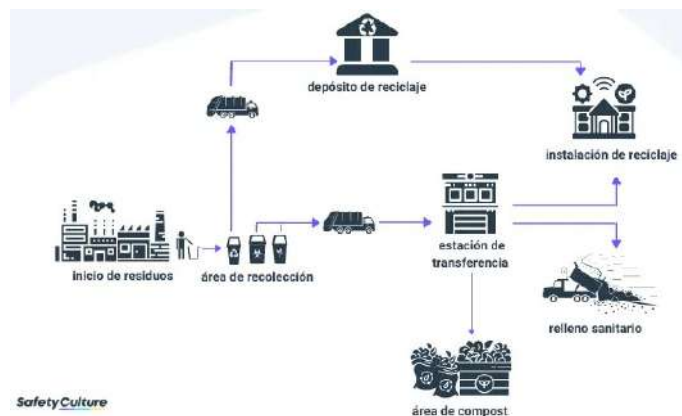 depósito de reciclaje
instalación de reciclaje
inicio de residuos
área de recolección
estación de
transferencia
relleno sanitario
área de compost
SafetyCulture